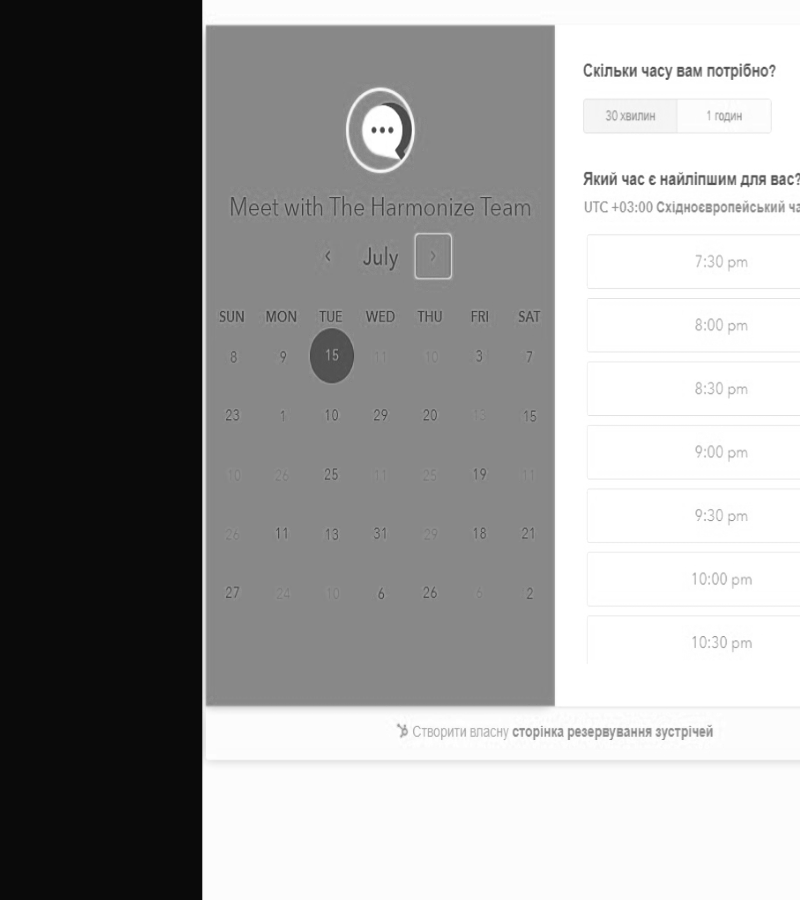 Meet with The Harmonize Team
‹ July ›
SUN MON TUE WED THU FRI SAT
8 9 15 11 10 3 7
23 1 10 29 20 13 15
10 26 25 11 25 19 11
26 11 13 31 29 18 21
27 24 10 6 26 6 2
Скільки часу вам потрібно?
30 хвилин 1 годин
Який час є найліпшим для вас?
UTC +03:00 Східноєвропейський ча
7:30 pm
8:00 pm
8:30 pm
9:00 pm
9:30 pm
10:00 pm
10:30 pm
Створити власну сторінка резервування зустрічей